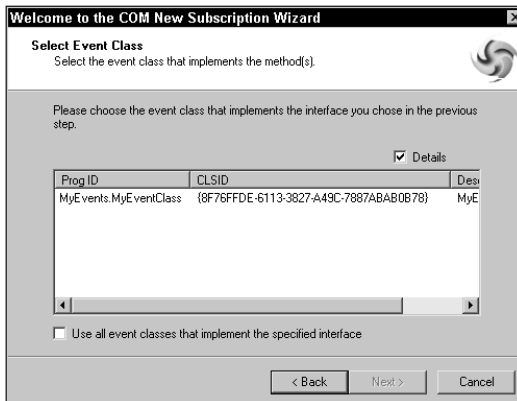 Welcome to the COM New Subscription Wizard
Select Event Class
Select the event class that implements the method(s).
Please choose the event class that implements the interface you chose in the previous
step.
Details
Prog ID CLSID Desc
MyEvents.MyEventClass {8F76FFDE-6113-3827-A49C-7887ABAB0B78} MyE
Use all event classes that implement the specified interface
< Back Next > Cancel